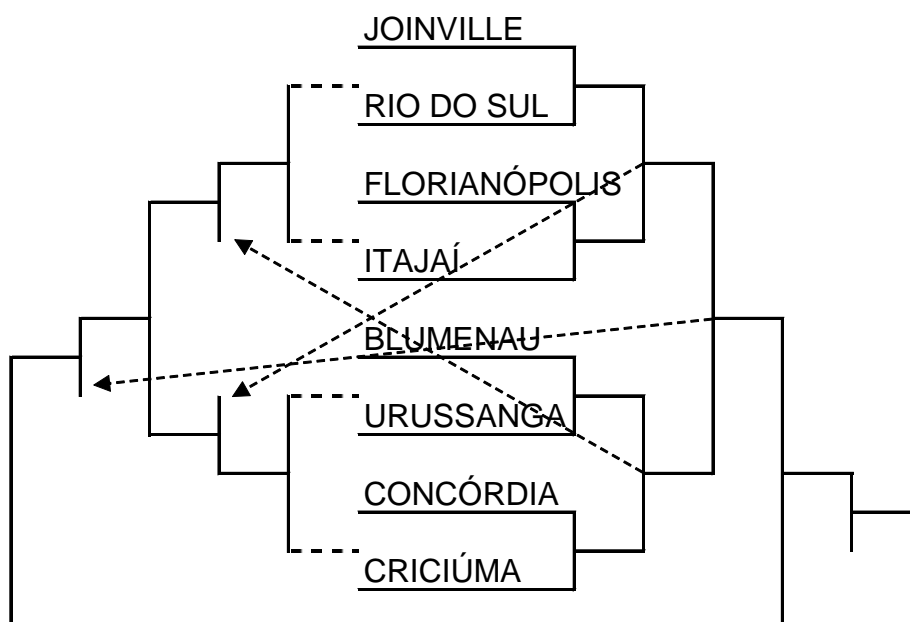 JOINVILLE
RIO DO SUL
FLORIANÓPOLIS
ITAJAÍ
BLUMENAU
URUSSANGA
CONCÓRDIA
CRICIÚMA